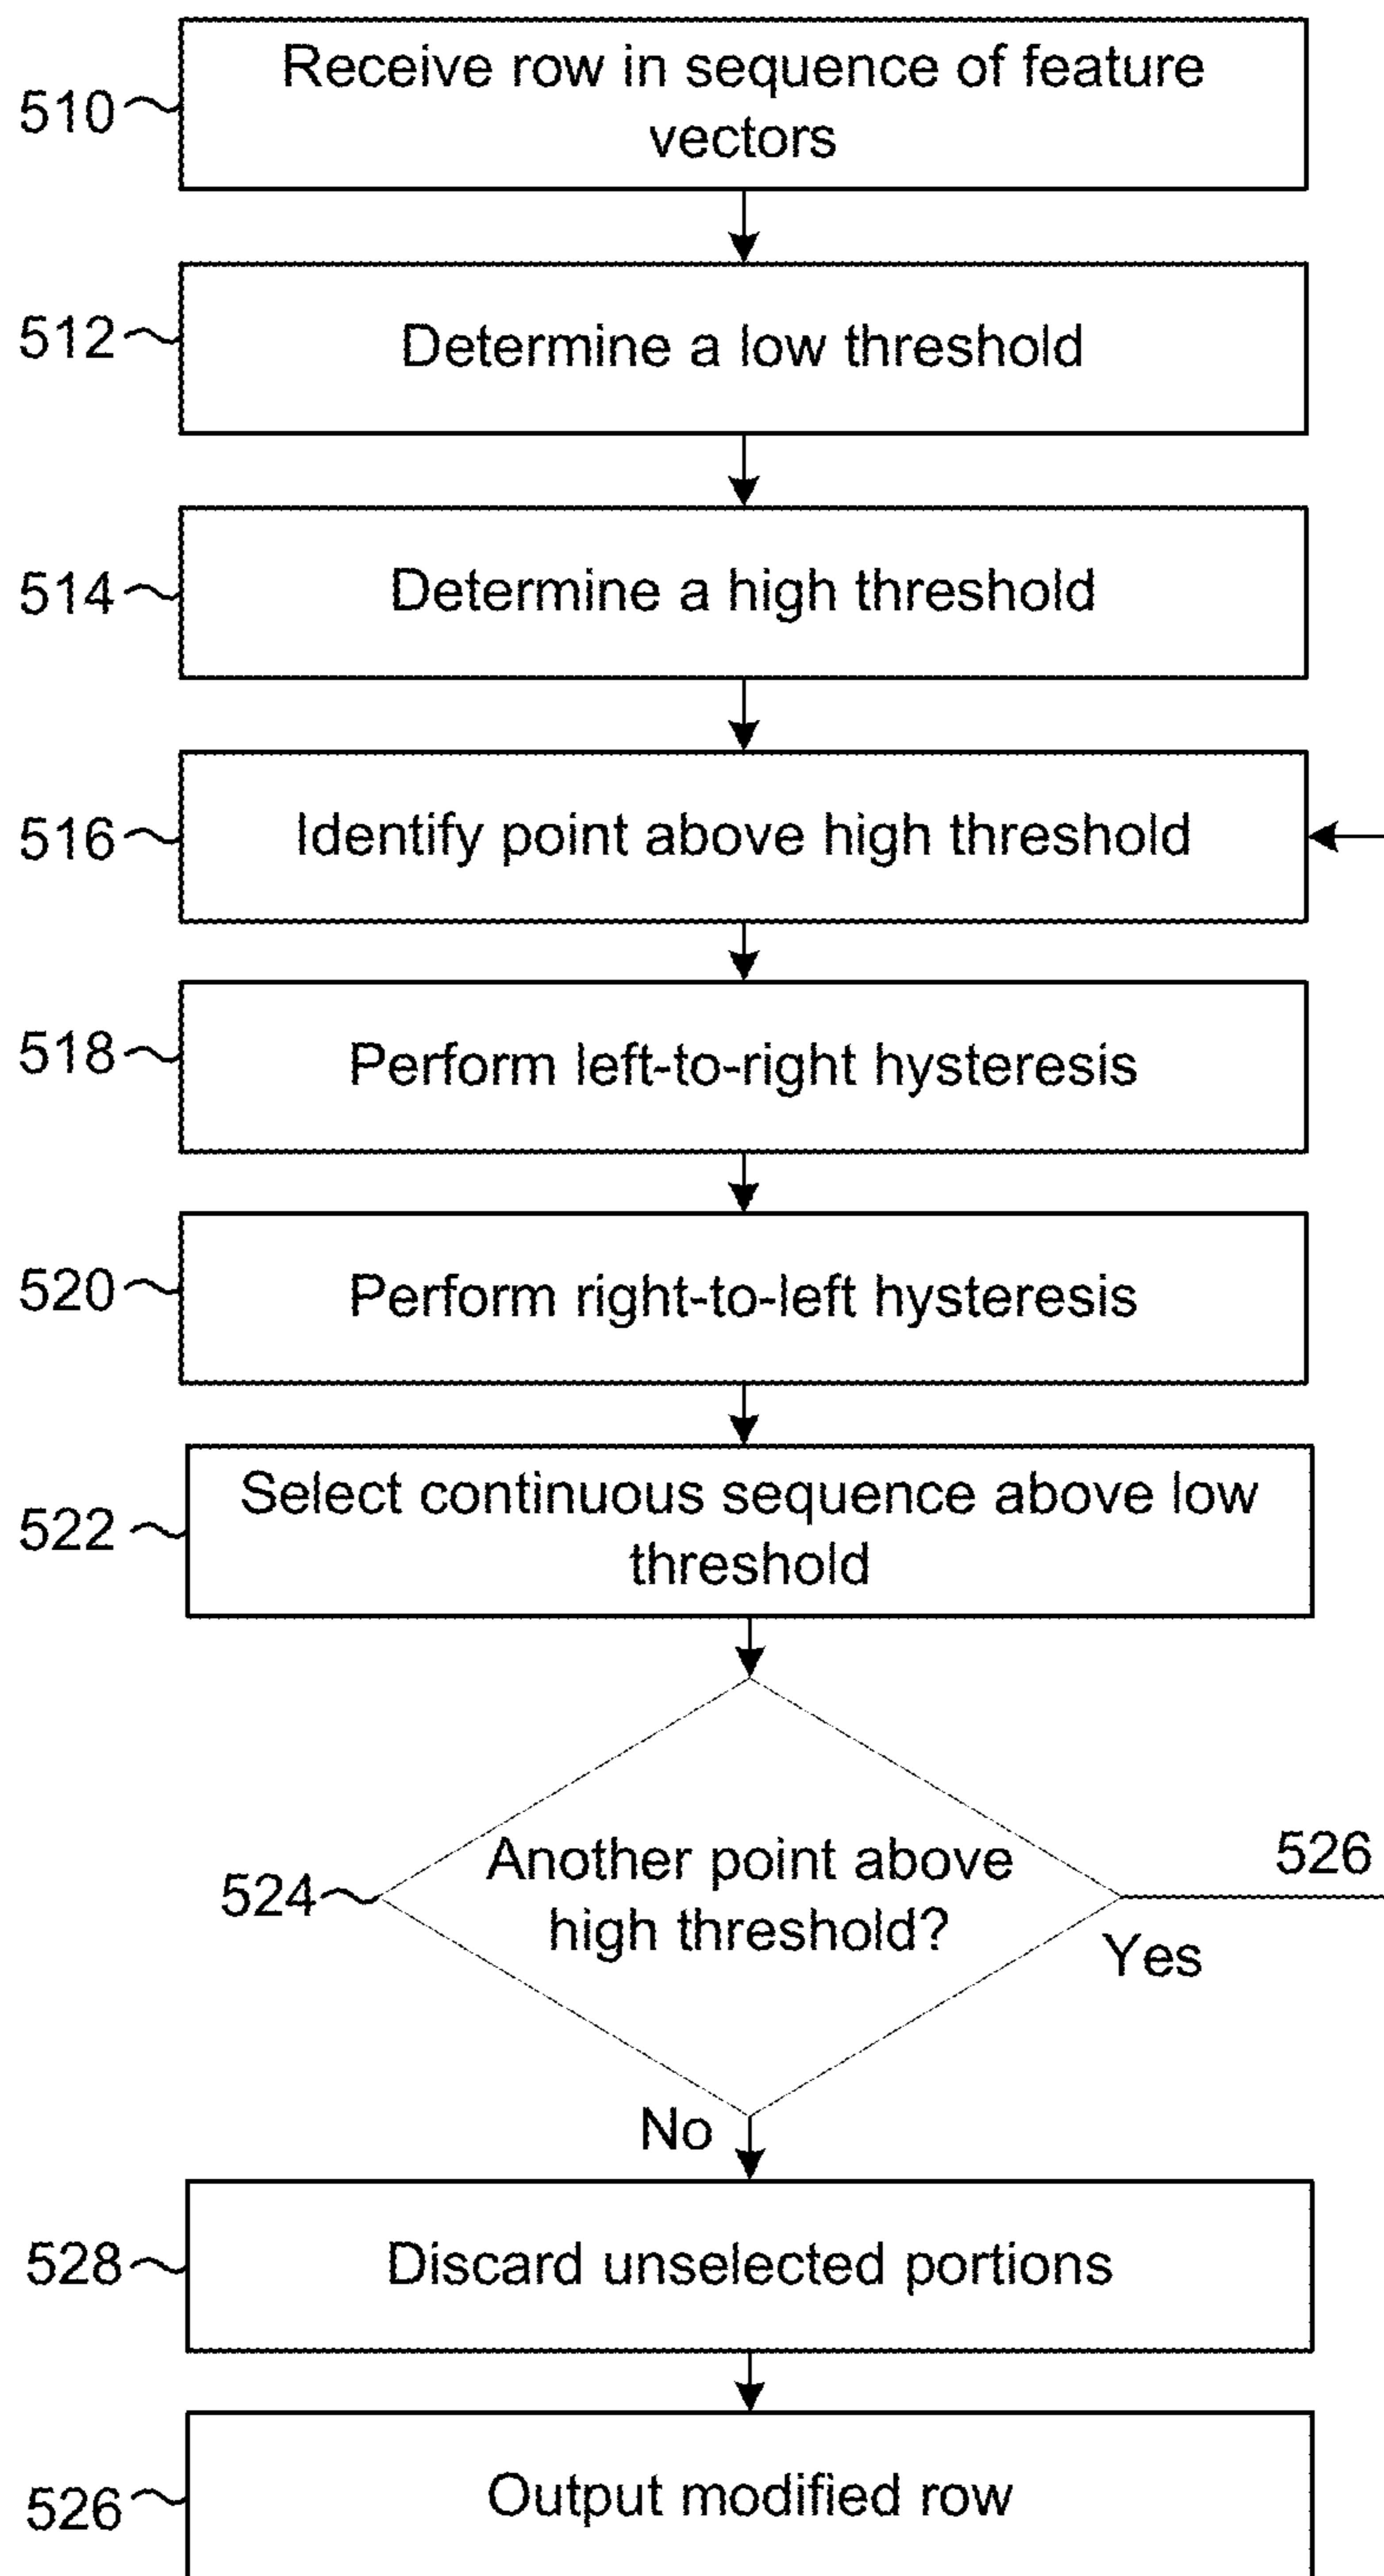 510
Receive row in sequence of feature
vectors
512
Determine a low threshold
514
Determine a high threshold
516
Identify point above high threshold
518
Perform left-to-right hysteresis
520
Perform right-to-left hysteresis
522
Select continuous sequence above low
threshold
524
Another point above
high threshold?
526
Yes
No
528
Discard unselected portions
526
Output modified row